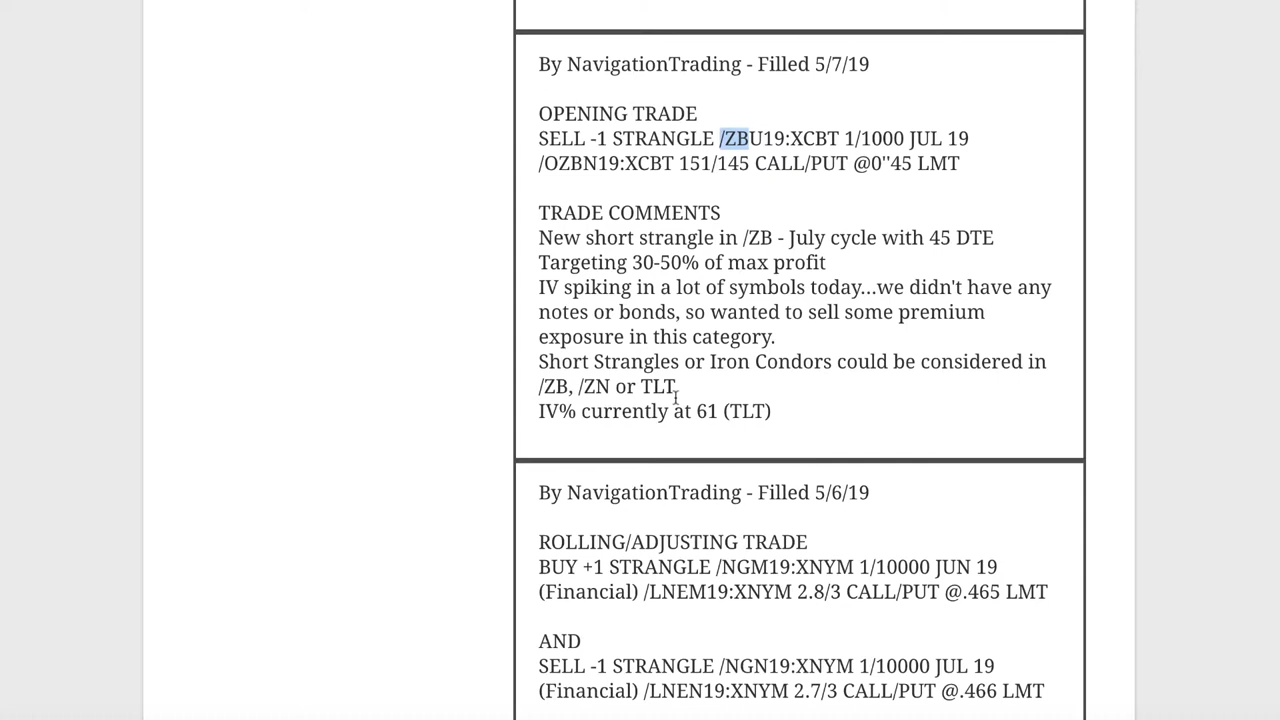 By NavigationTrading - Filled 5/7/19
OPENING TRADE
SELL -1 STRANGLE /ZBU19:XCBT 1/1000 JUL 19
/OZBN19:XCBT 151/145 CALL/PUT @0''45 LMT
TRADE COMMENTS
New short strangle in /ZB - July cycle with 45 DTE
Targeting 30-50% of max profit
IV spiking in a lot of symbols today...we didn't have any
notes or bonds, so wanted to sell some premium
exposure in this category.
Short Strangles or Iron Condors could be considered in
/ZB, /ZN or TLT
IV% currently at 61 (TLT)
By NavigationTrading - Filled 5/6/19
ROLLING/ADJUSTING TRADE
BUY +1 STRANGLE /NGM19:XNYM 1/10000 JUN 19
(Financial) /LNEM19:XNYM 2.8/3 CALL/PUT @.465 LMT
AND
SELL -1 STRANGLE /NGN19:XNYM 1/10000 JUL 19
(Financial) /LNEN19:XNYM 2.7/3 CALL/PUT @.466 LMT